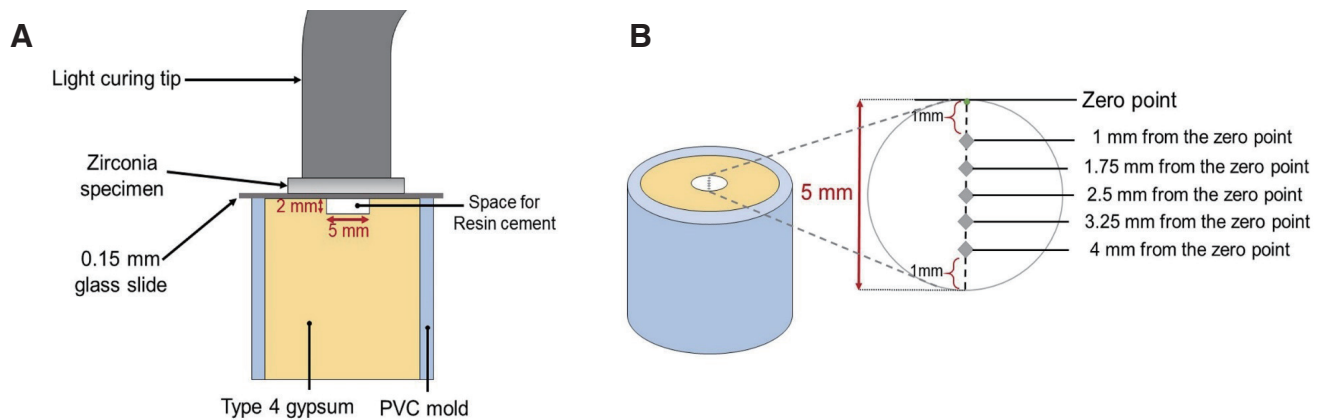 A
Light curing tip
Zirconia
specimen
2 mm
5 mm
Space for
Resin cement
0.15 mm
glass slide
Type 4 gypsum
PVC mold
B
Zero point
1mm
1 mm from the zero point
1.75 mm from the zero point
5 mm
2.5 mm from the zero point
3.25 mm from the zero point
4 mm from the zero point
1mm